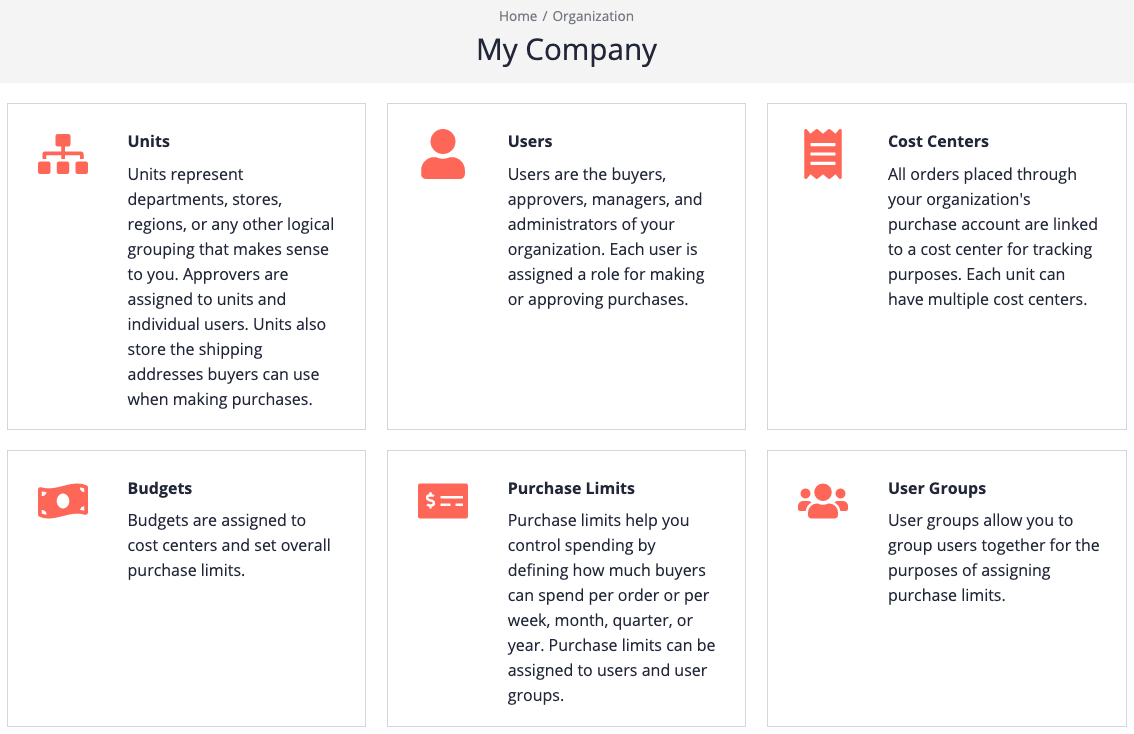 Home / Organization
My Company
Units
Units represent
departments, stores,
regions, or any other logical
grouping that makes sense
to you. Approvers are
assigned to units and
individual users. Units also
store the shipping
addresses buyers can use
when making purchases.
Users
Users are the buyers,
approvers, managers, and
administrators of your
organization. Each user is
assigned a role for making
or approving purchases.
Cost Centers
All orders placed through
your organization's
purchase account are linked
to a cost center for tracking
purposes. Each unit can
have multiple cost centers.
Budgets
Budgets are assigned to
cost centers and set overall
purchase limits.
$
Purchase Limits
Purchase limits help you
control spending by
defining how much buyers
can spend per order or per
week, month, quarter, or
year. Purchase limits can be
assigned to users and user
groups.
User Groups
User groups allow you to
group users together for the
purposes of assigning
purchase limits.